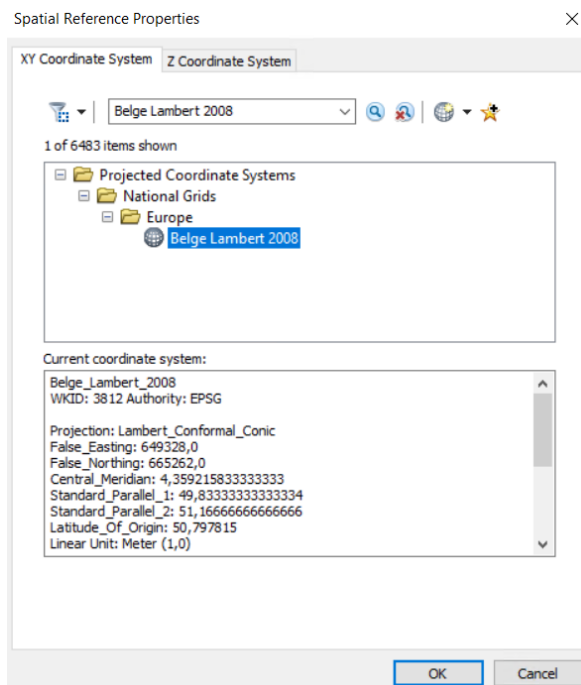 Spatial Reference Properties
XY Coordinate System Z Coordinate System
Belge Lambert 2008
1 of 6483 items shown
Projected Coordinate Systems
National Grids
Europe
Belge Lambert 2008
Current coordinate system:
Belge_Lambert_2008
WKID: 3812 Authority: EPSG
Projection: Lambert_Conformal_Conic
False_Easting: 649328,0
False_Northing: 665262,0
Central_Meridian: 4,359215833333333
Standard_Parallel_1: 49,83333333333334
Standard_Parallel_2: 51,16666666666666
Latitude_Of_Origin: 50,797815
Linear Unit: Meter (1,0)
OK Cancel